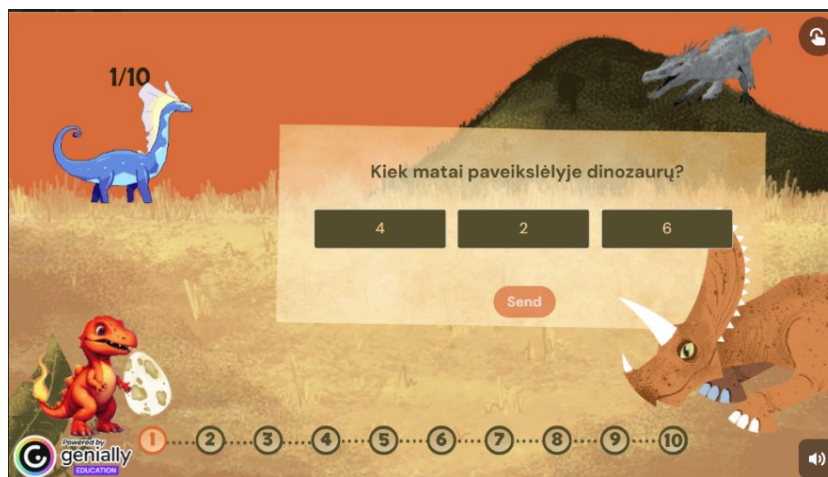 1/10
Kiek matai paveikslėlyje dinozaurų?
4 2 6
Send
1 2 3 4 5 6 7 8 9 10
Powered by
genially
EDUCATION